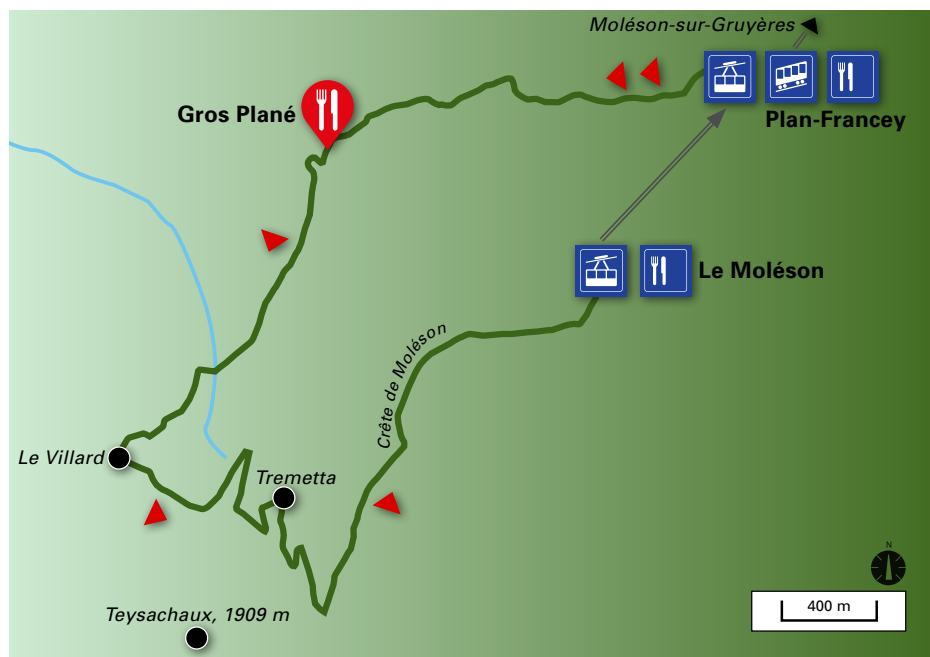 Moléson-sur-Gruyères
Gros Plané
Plan-Francey
Le Moléson
Crête de Moléson
Le Villard
Tremetta
N
400 m
Teysachaux, 1909 m